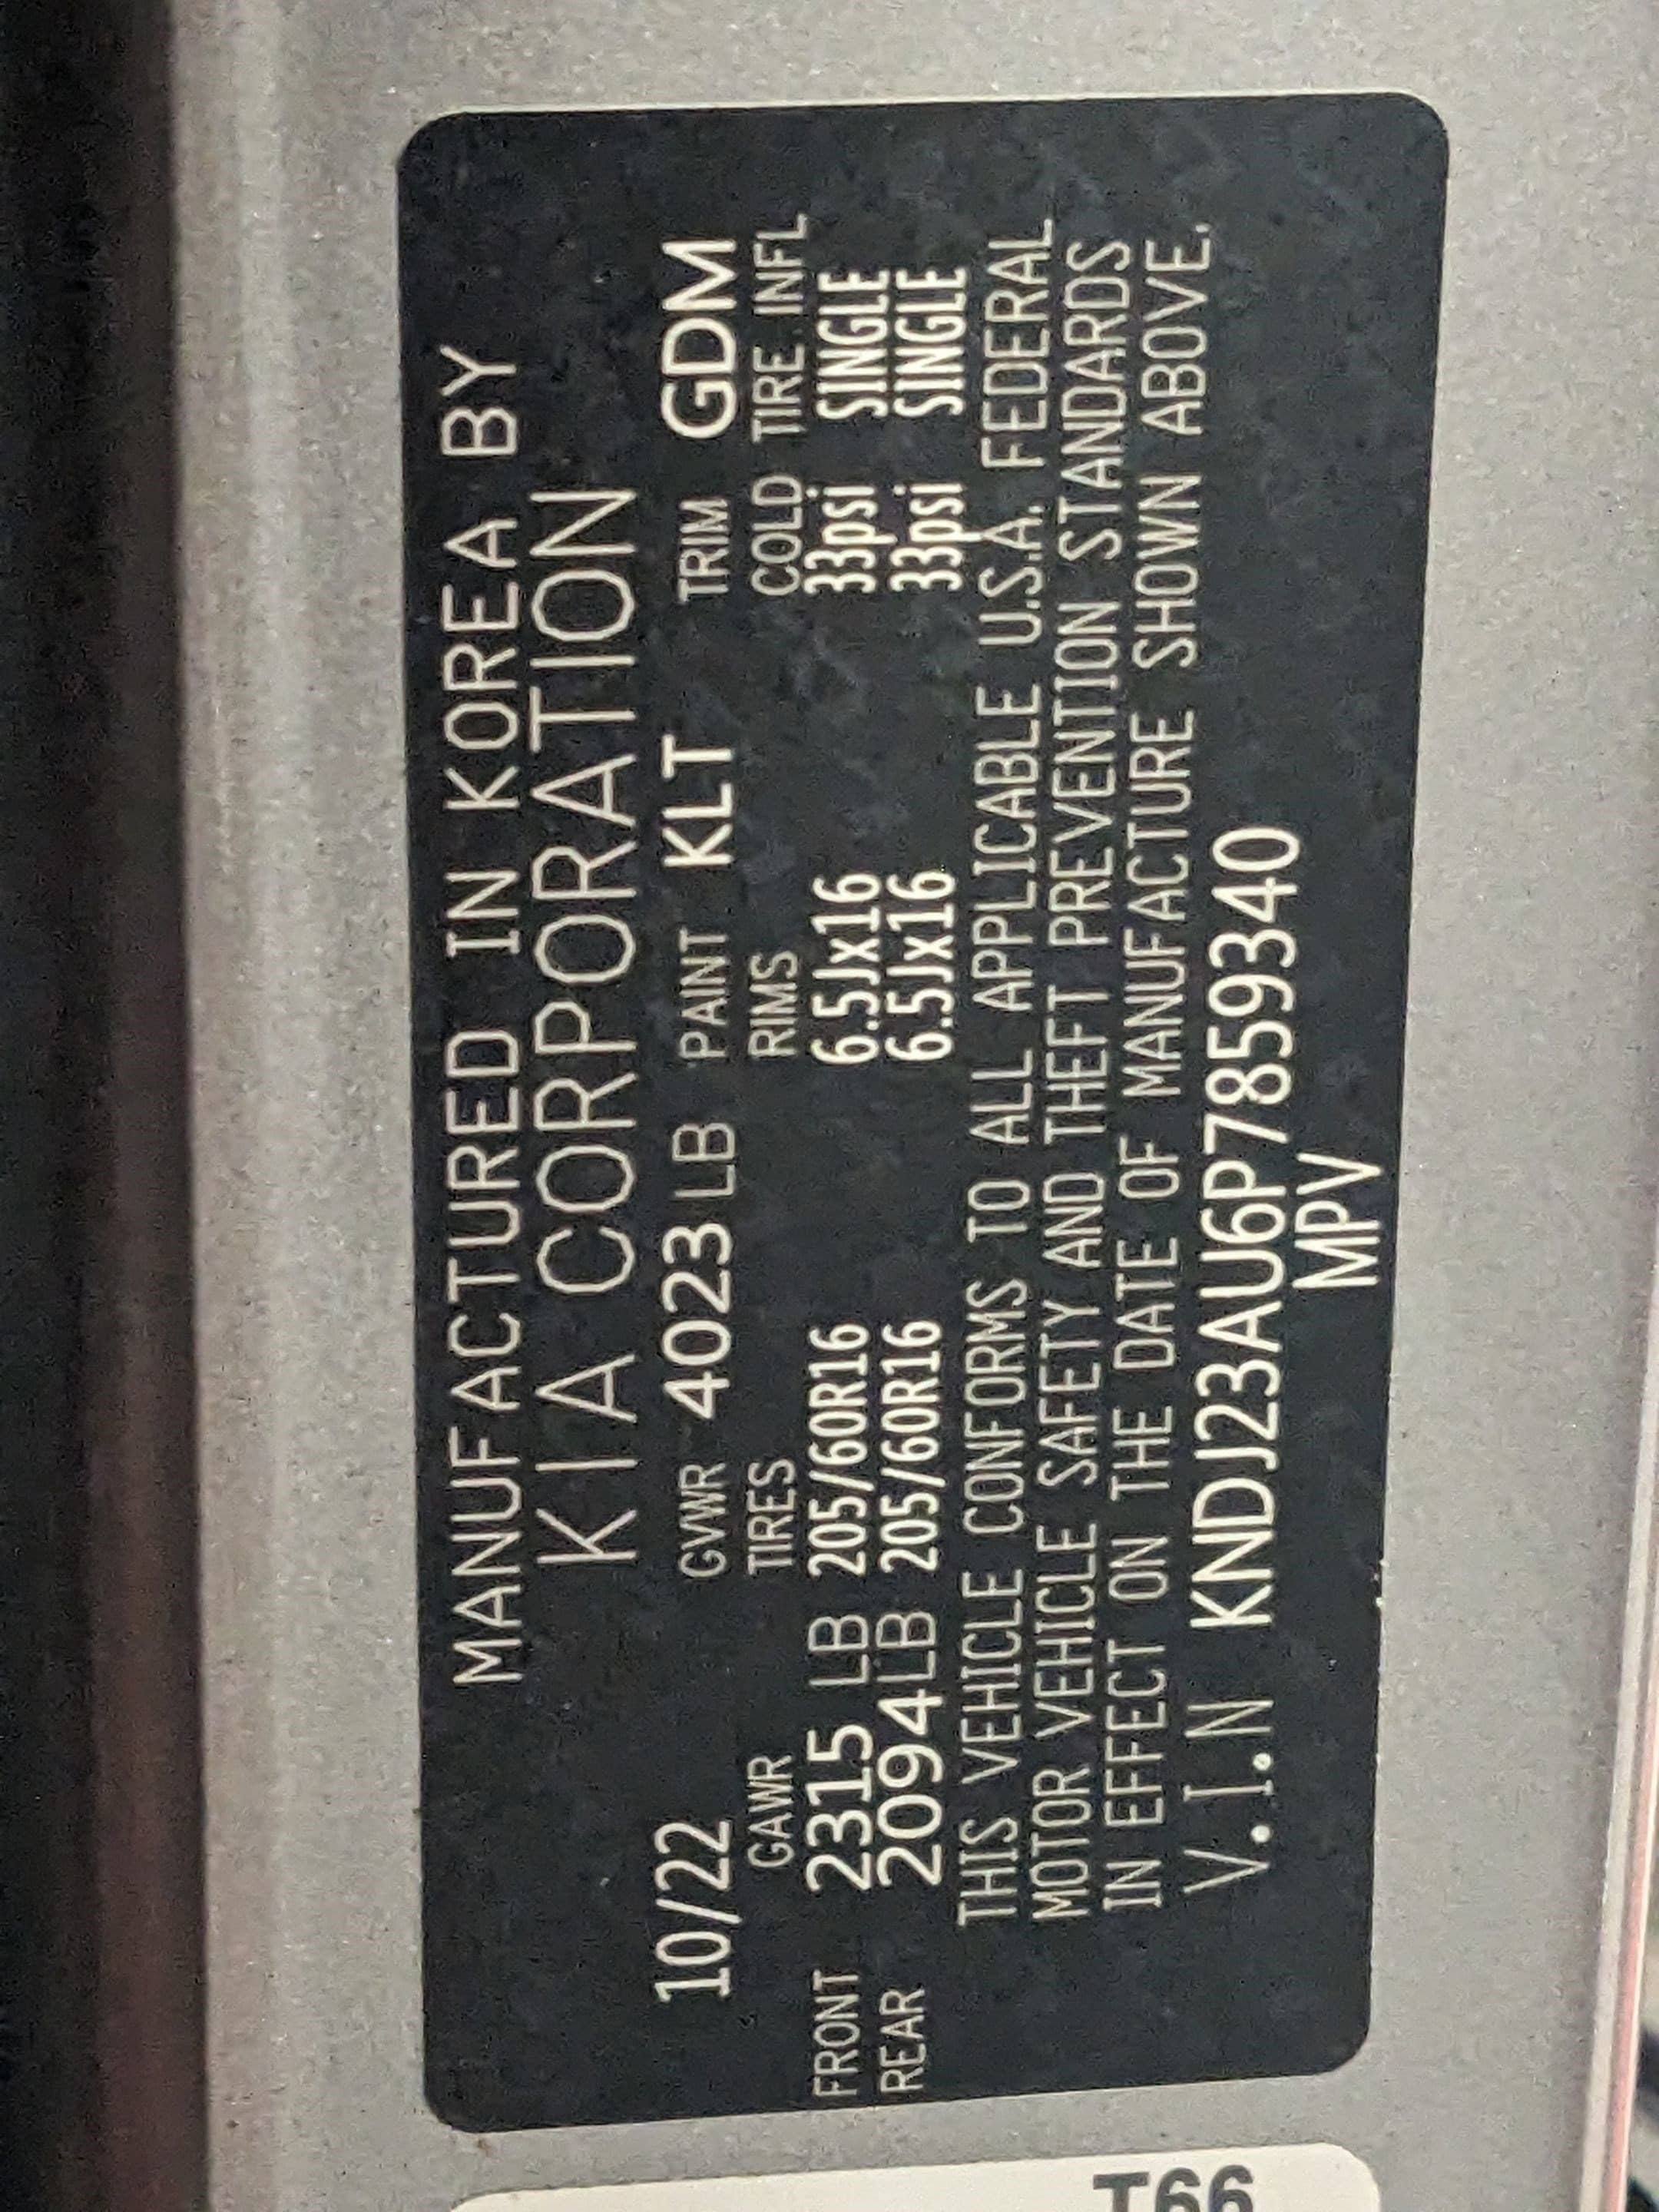 MANUFACTURED IN KOREA BY
KIA CORPORATION
10/22 GVWR 4023 LB PAINT KLT TRIM GDM
GAWR TIRES RIMS COLD TIRE INFL
FRONT 2315 LB 205/60R16 6.5Jx16 33psi SINGLE
REAR 2094 LB 205/60R16 6.5Jx16 33psi SINGLE
THIS VEHICLE CONFORMS TO ALL APPLICABLE U.S.A. FEDERAL
MOTOR VEHICLE SAFETY AND THEFT PREVENTION STANDARDS
IN EFFECT ON THE DATE OF MANUFACTURE SHOWN ABOVE.
V.I.N KNDJ23AU6P7859340
MPV
T66